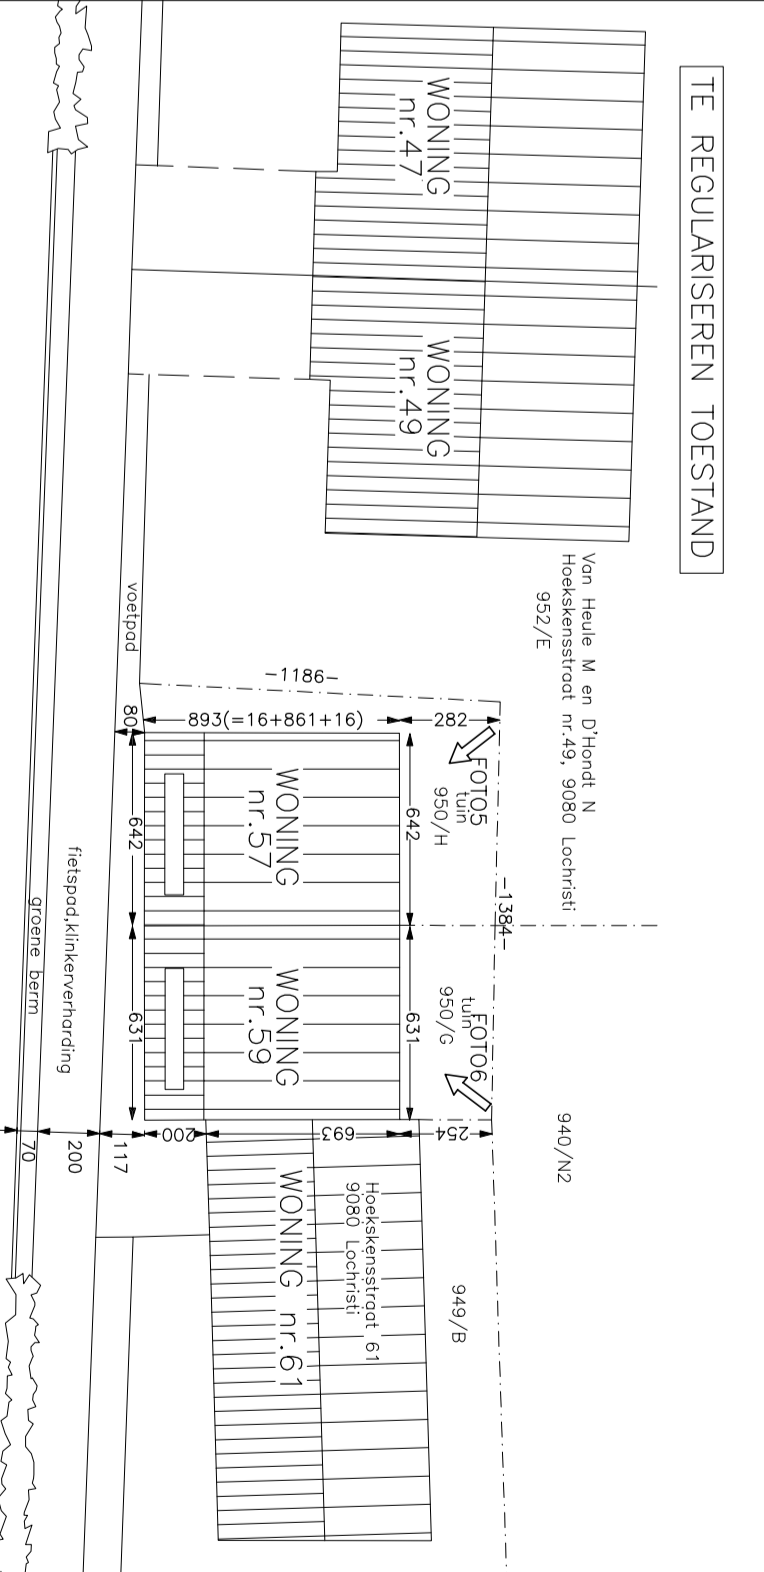 TE REGULARISEREN TOESTAND
WONING
nr.47
WONING
nr.49
Van Heule M en D'Hondt N
Hoekskensstraat nr.49, 9080 Lochristi
952/E
voetpad
-1186-
80
893(=16+861+16)
282
FOTO5
tuin
950/H
642
642
WONING
nr.57
-1384-
WONING
nr.59
631
631
FOTO6
tuin
950/G
940/N2
fietspad,klinkerverharding
groene berm
70
200
117
200
693
254
Hoekskensstraat 61
9080 Lochristi
WONING nr.61
949/B